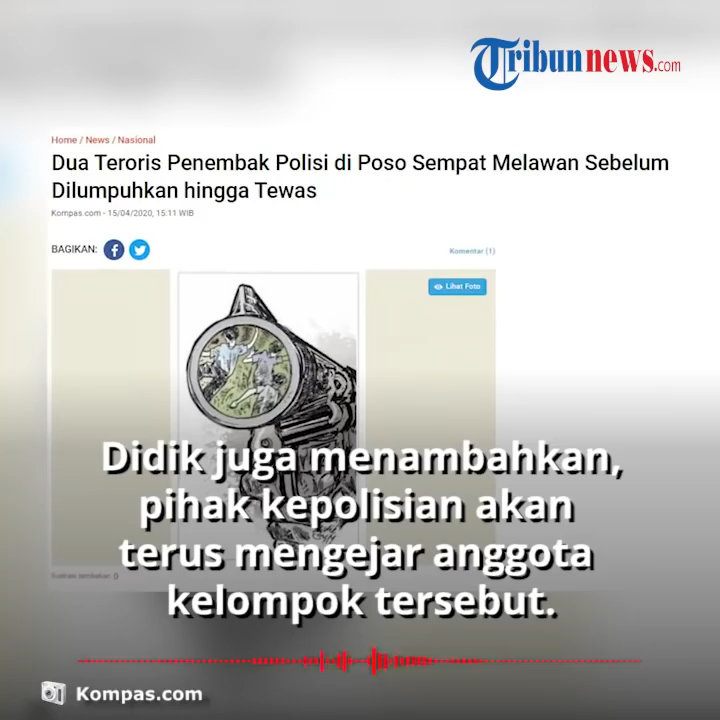 Tribunnews.com
Home / News / Nasional
Dua Teroris Penembak Polisi di Poso Sempat Melawan Sebelum
Dilumpuhkan hingga Tewas
Kompas.com - 15/04/2020, 15:11 WIB
BAGIKAN:
Komentar (1)
Lihat Foto
Didik juga menambahkan,
pihak kepolisian akan
terus mengejar anggota
kelompok tersebut.
Ilustrasi tembakan
Kompas.com